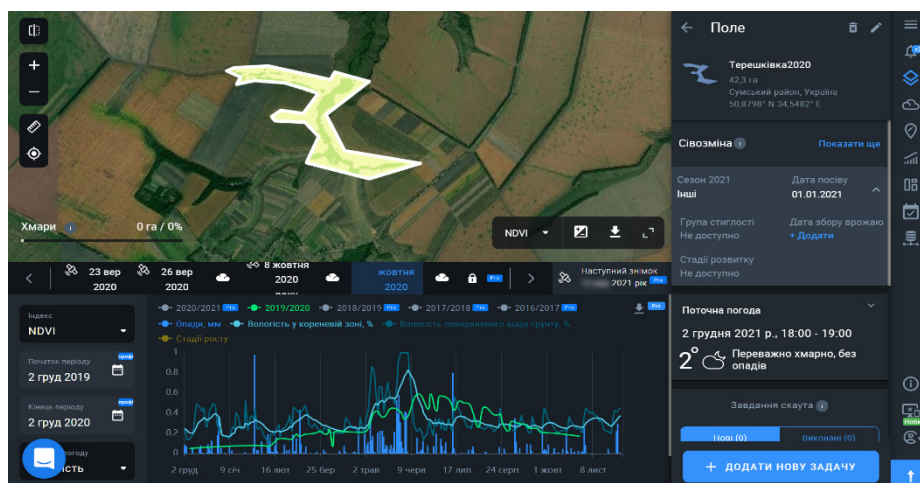 Поле
Терешківка2020
42,3 га
Сумський район, Україна
50,8798° N 34,5482° E
Сівозміна
Показати ще
Сезон 2021
Дата посіву
Інші
01.01.2021
Група стиглості
Дата збору врожаю
Не доступно
+ Додати
Стадії розвитку
Не доступно
Хмари
0 га / 0%
NDVI
23 вер
2020
26 вер
2020
8 жовтня
2020
жовтня
2020
Pro
Наступний знімок
2021 рік Pro
Індекс
NDVI
Початок періоду
2 груд 2019
Кінець періоду
2 груд 2020
2020/2021 Pro
2019/2020
2018/2019 Pro
2017/2018 Pro
2016/2017 Pro
Pro
Опади, мм
Вологість у кореневій зоні, %
Вологість поверхневого шару ґрунту, %
Стадії росту
1
0.8
0.6
0.4
0.2
0
2 груд
9 січ
16 лют
25 бер
2 трав
9 черв
17 лип
24 серп
1 жовт
8 лист
Поточна погода
2 грудня 2021 р., 18:00 - 19:00
2°
Переважно хмарно, без
опадів
Завдання скаута
Нові (0)
Виконані (0)
+ ДОДАТИ НОВУ ЗАДАЧУ